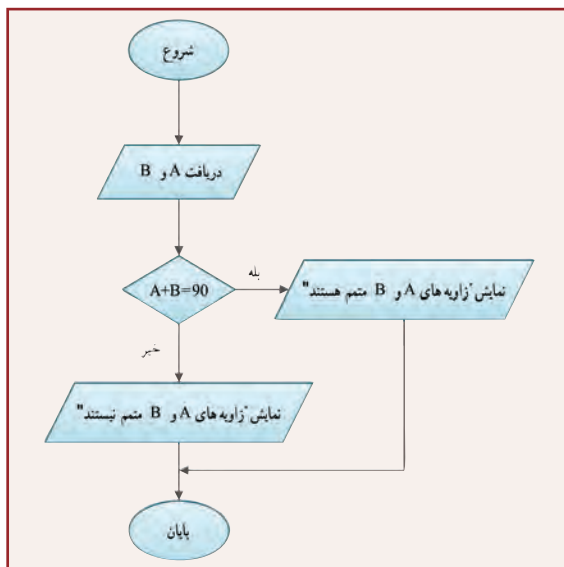 شروع
دریافت A و B
A+B=90
بله
نمایش"زاویه های A و B متمم هستند"
خیر
نمایش"زاویه های A و B متمم نیستند"
پایان